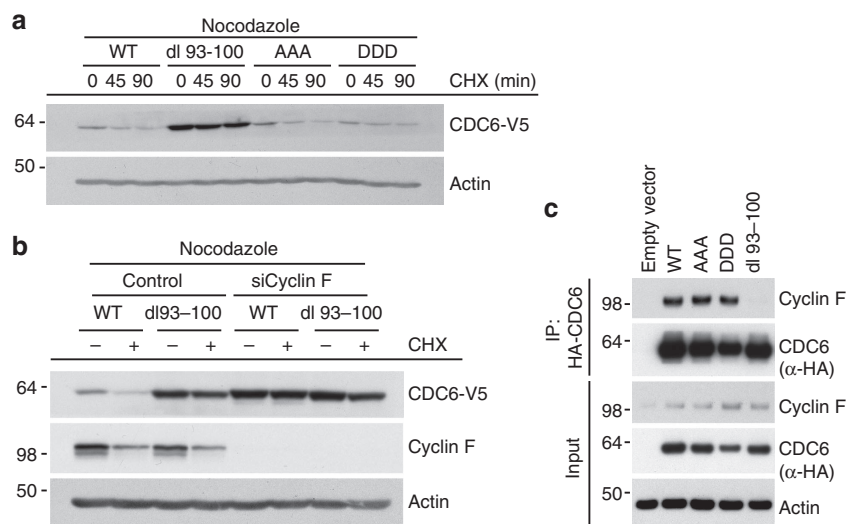 a
Nocodazole
WT dl 93-100 AAA DDD
0 45 90 0 45 90 0 45 90 0 45 90 CHX (min)
64 - CDC6-V5
50 - Actin
b
Nocodazole
Control siCyclin F
WT dl93–100 WT dl 93–100
– + – + – + – + CHX
64 - CDC6-V5
98 - Cyclin F
50 - Actin
c
Empty vector WT AAA DDD dl 93–100
IP: HA-CDC6
98 - Cyclin F
64 - CDC6
(α-HA)
Input
98 - Cyclin F
64 - CDC6
(α-HA)
50 - Actin